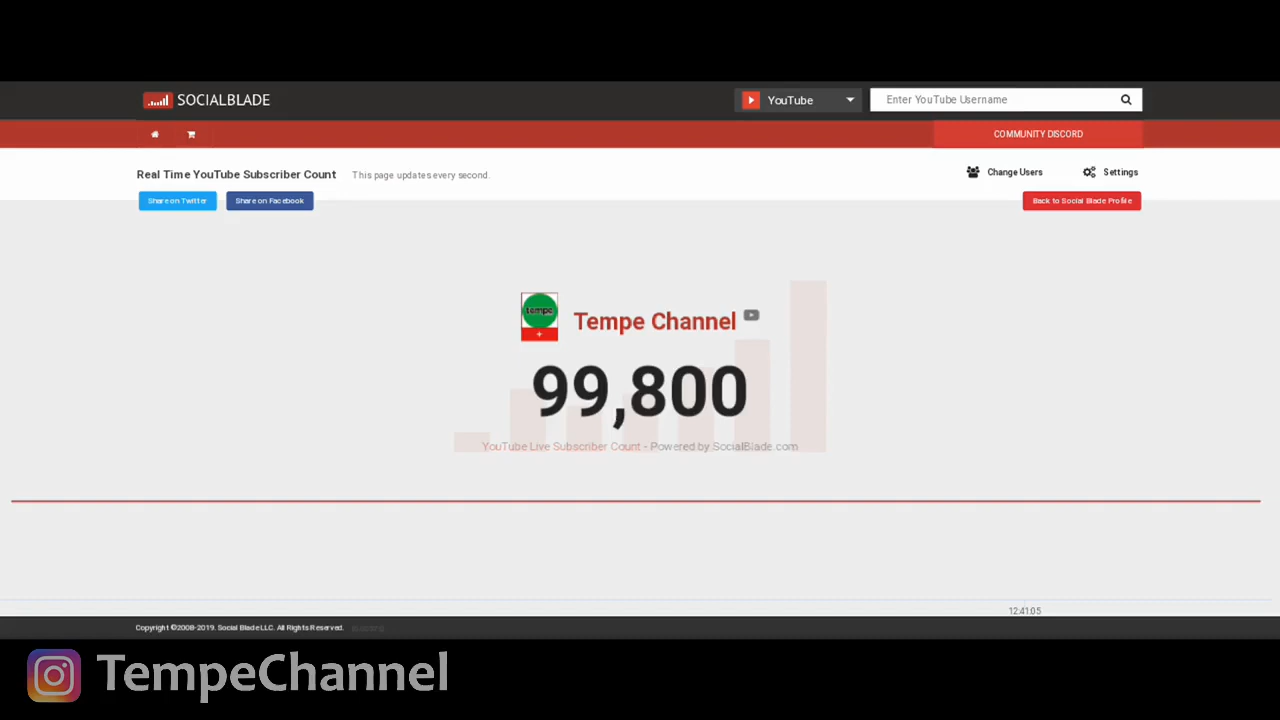 SOCIALBLADE
YouTube
Enter YouTube Username
COMMUNITY DISCORD
Real Time YouTube Subscriber Count
This page updates every second.
Change Users
Settings
Share on Twitter
Share on Facebook
Back to Social Blade Profile
tempe
Tempe Channel
99,800
YouTube Live Subscriber Count - Powered by SocialBlade.com
12:41:05
Copyright ©2008-2019. Social Blade LLC. All Rights Reserved.
TempeChannel